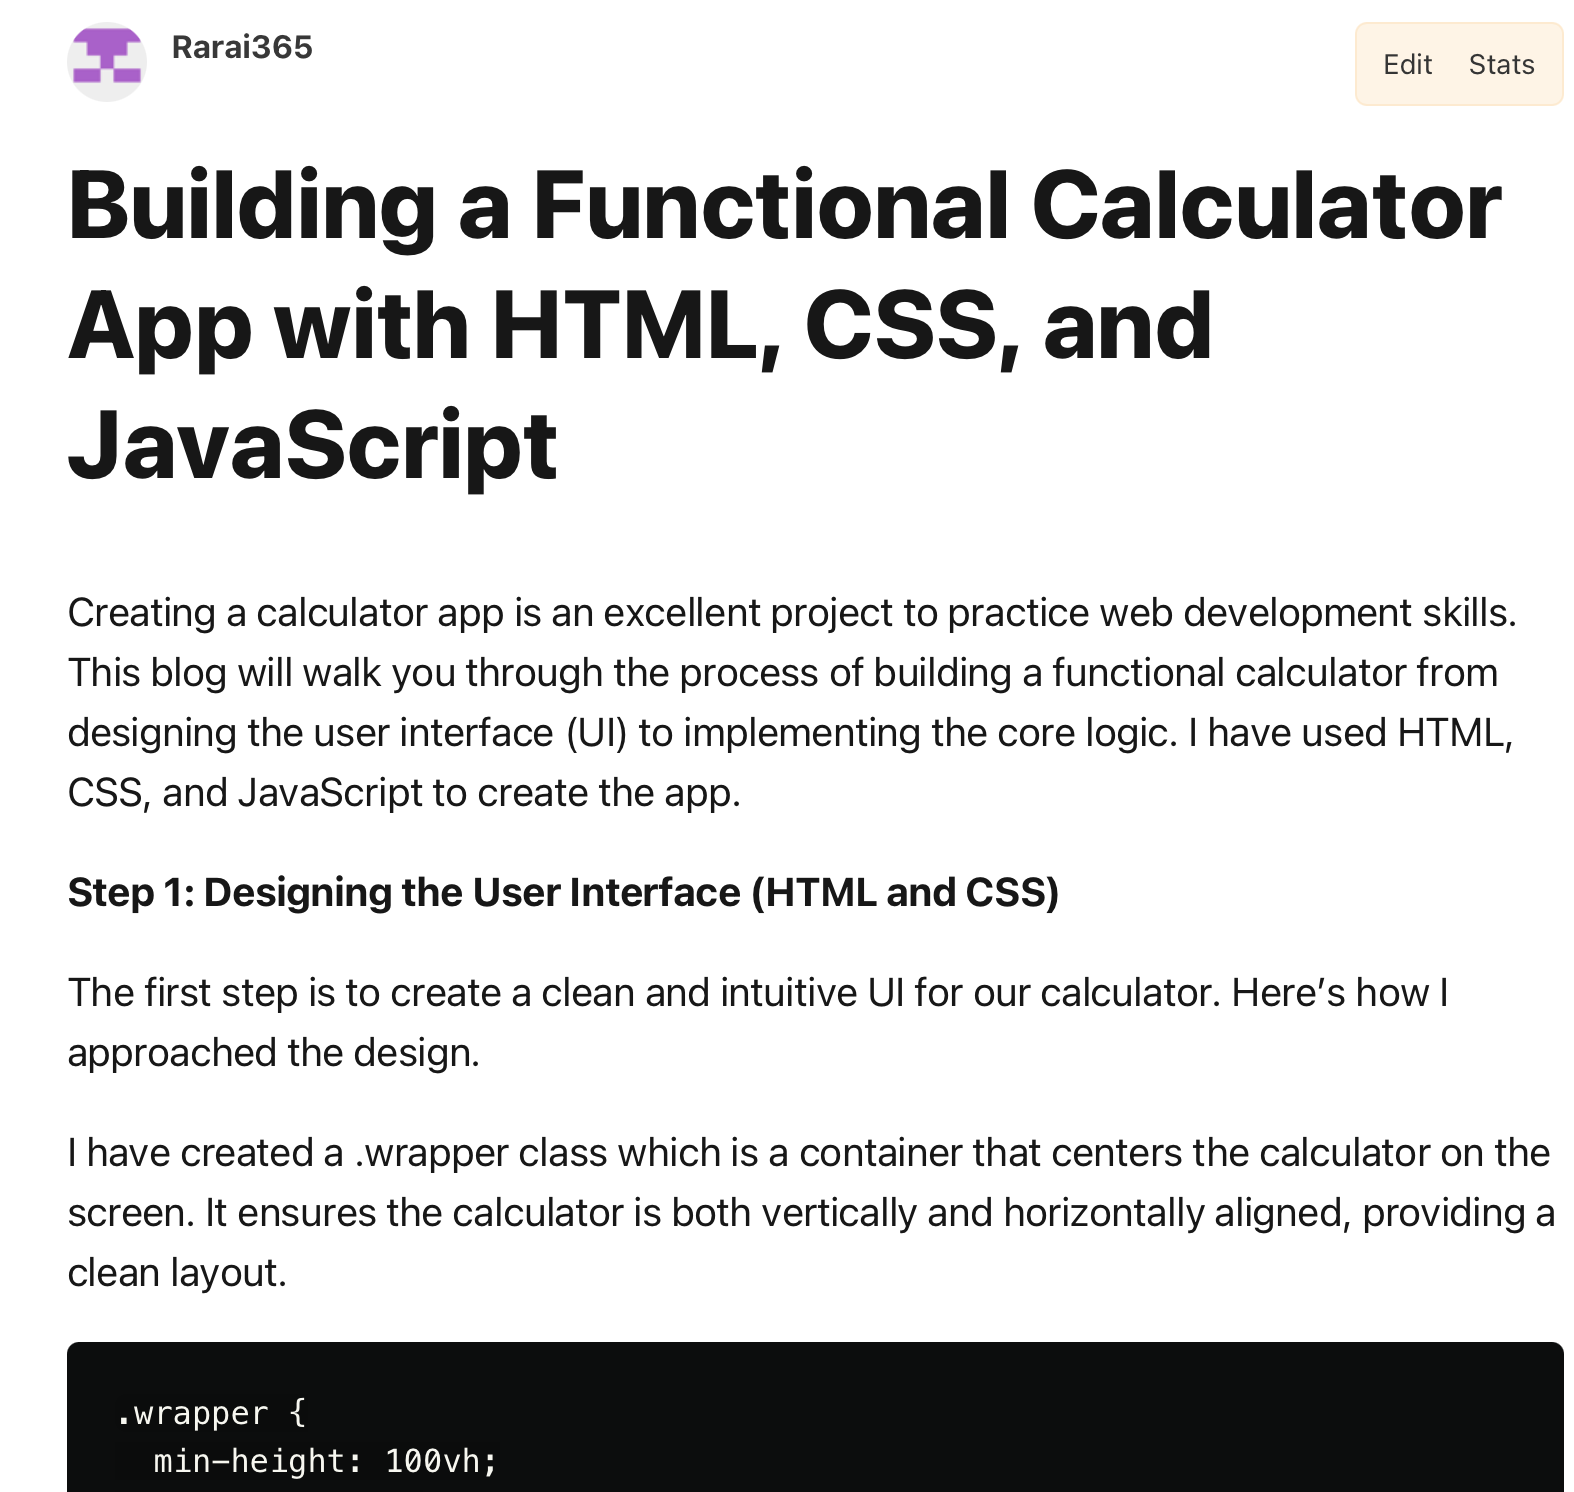 Rarai365
Edit Stats
Building a Functional Calculator
App with HTML, CSS, and
JavaScript
Creating a calculator app is an excellent project to practice web development skills.
This blog will walk you through the process of building a functional calculator from
designing the user interface (UI) to implementing the core logic. I have used HTML,
CSS, and JavaScript to create the app.
Step 1: Designing the User Interface (HTML and CSS)
The first step is to create a clean and intuitive UI for our calculator. Here’s how I
approached the design.
I have created a .wrapper class which is a container that centers the calculator on the
screen. It ensures the calculator is both vertically and horizontally aligned, providing a
clean layout.
.wrapper {
  min-height: 100vh;